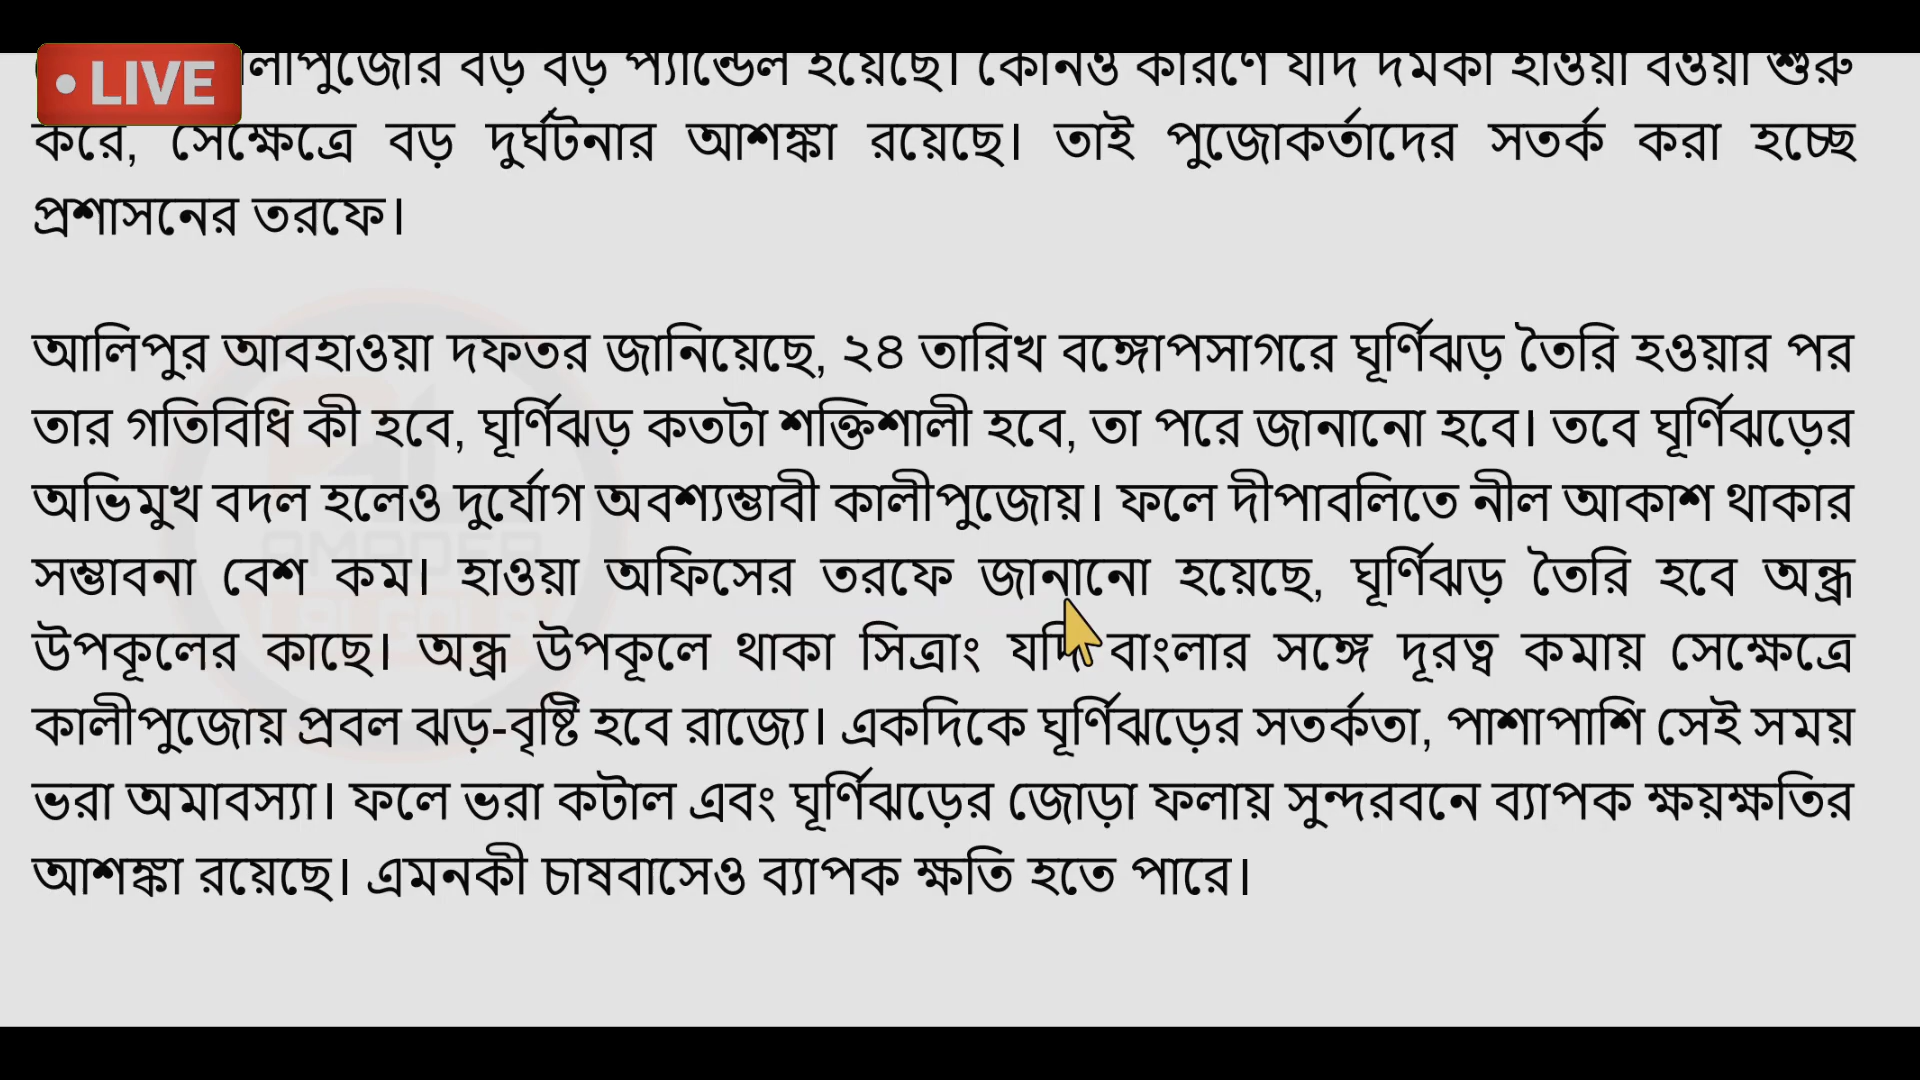 লীপুজোর বড় বড় প্যান্ডেল হয়েছে। কোনও কারণে যদি দমকা হাওয়া বওয়া শুরু
• LIVE
করে, সেক্ষেত্রে বড় দুর্ঘটনার আশঙ্কা রয়েছে। তাই পুজোকর্তাদের সতর্ক করা হচ্ছে
প্রশাসনের তরফে।
আলিপুর আবহাওয়া দফতর জানিয়েছে, ২৪ তারিখ বঙ্গোপসাগরে ঘূর্ণিঝড় তৈরি হওয়ার পর
তার গতিবিধি কী হবে, ঘূর্ণিঝড় কতটা শক্তিশালী হবে, তা পরে জানানো হবে। তবে ঘূর্ণিঝড়ের
অভিমুখ বদল হলেও দুর্যোগ অবশ্যম্ভাবী কালীপুজোয়। ফলে দীপাবলিতে নীল আকাশ থাকার
সম্ভাবনা বেশ কম। হাওয়া অফিসের তরফে জানানো হয়েছে, ঘূর্ণিঝড় তৈরি হবে অন্ধ্র
উপকূলের কাছে। অন্ধ্র উপকূলে থাকা সিত্রাং যদি বাংলার সঙ্গে দূরত্ব কমায় সেক্ষেত্রে
কালীপুজোয় প্রবল ঝড়-বৃষ্টি হবে রাজ্যে। একদিকে ঘূর্ণিঝড়ের সতর্কতা, পাশাপাশি সেই সময়
ভরা অমাবস্যা। ফলে ভরা কটাল এবং ঘূর্ণিঝড়ের জোড়া ফলায় সুন্দরবনে ব্যাপক ক্ষয়ক্ষতির
আশঙ্কা রয়েছে। এমনকী চাষবাসেও ব্যাপক ক্ষতি হতে পারে।
AMADER
LALGOLA